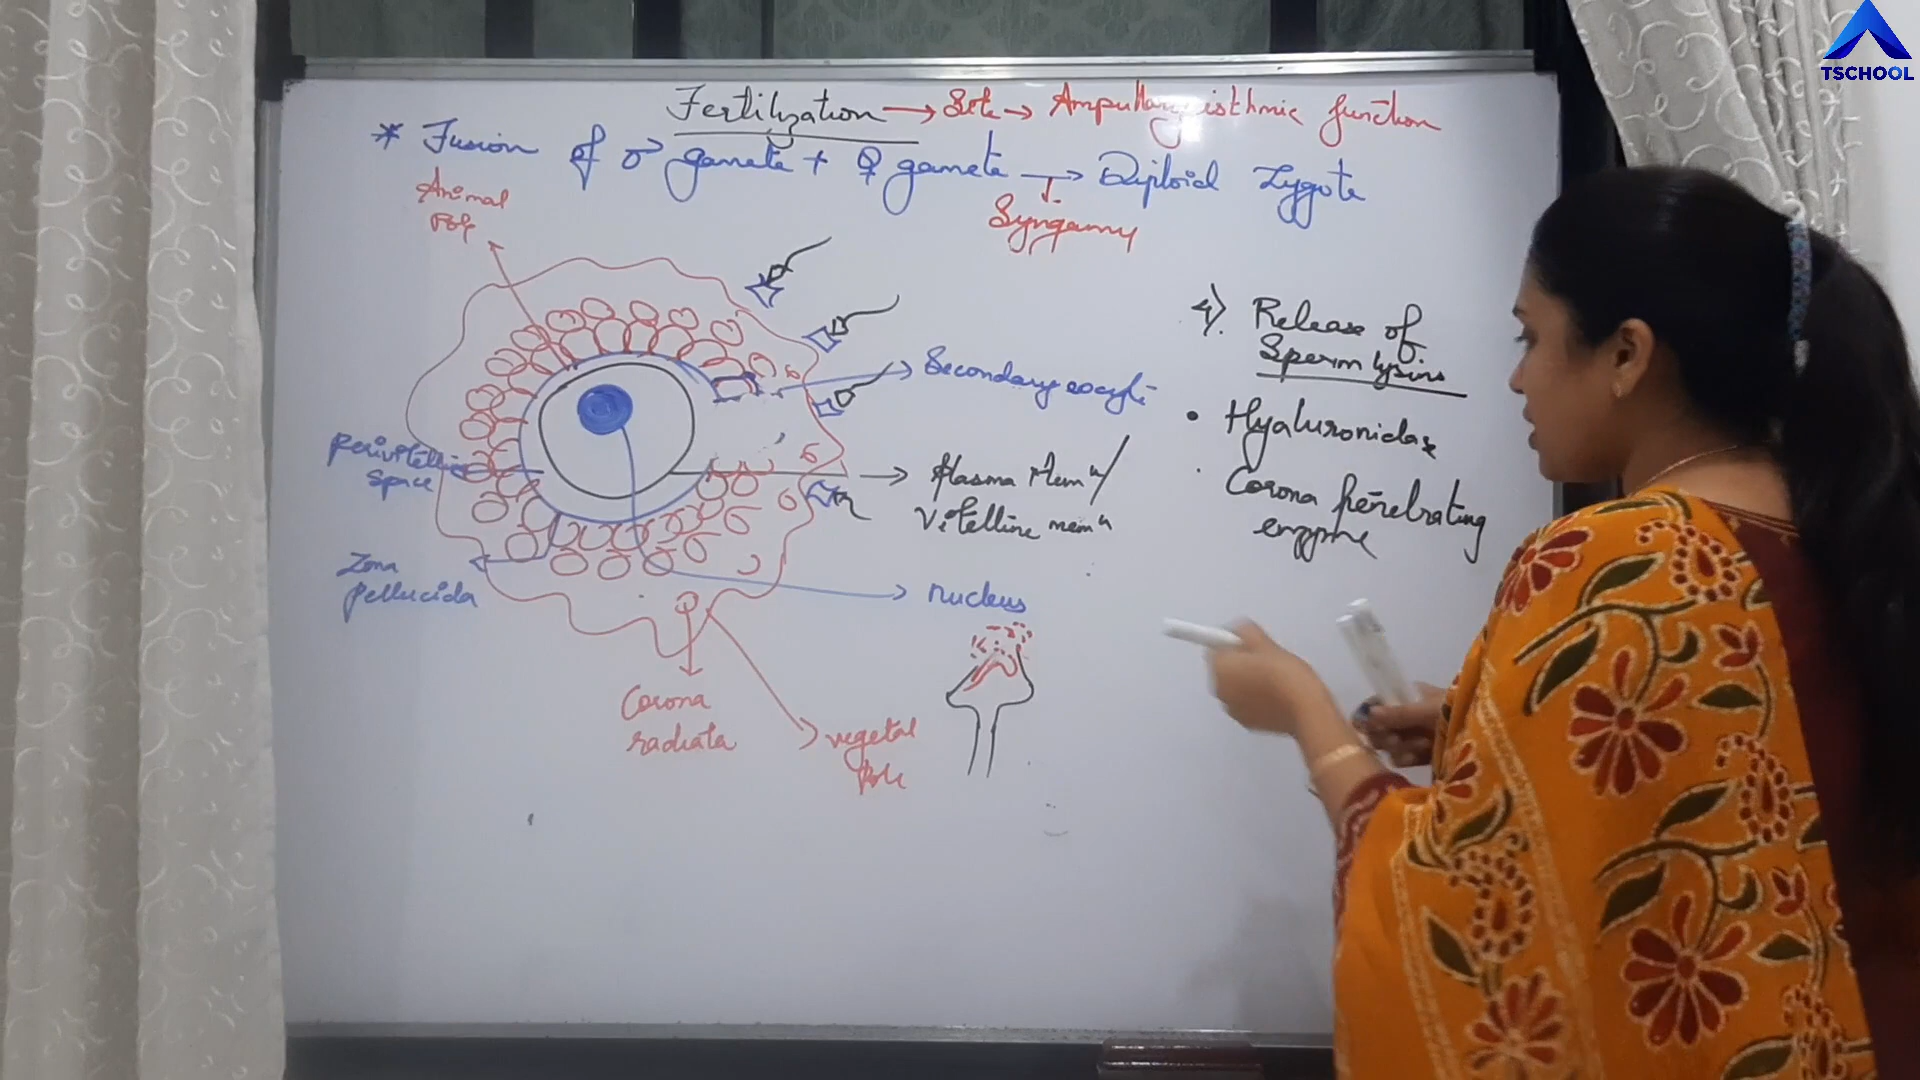 TSCHOOL
Fertilization → Site → Ampullary isthmic function
* Fusion of ♂ gamete + ♀ gamete → Diploid Zygote
Syngamy
Animal
Pole
Secondary oocyte
Perivitelline
Space
Plasma Mem n/
Vitelline mem n
Zona
Pellucida
nucleus
Corona
radiata
vegetal
Pole
4) Release of
Sperm lysins
• Hyaluronidase
• Corona penetrating
enzyme